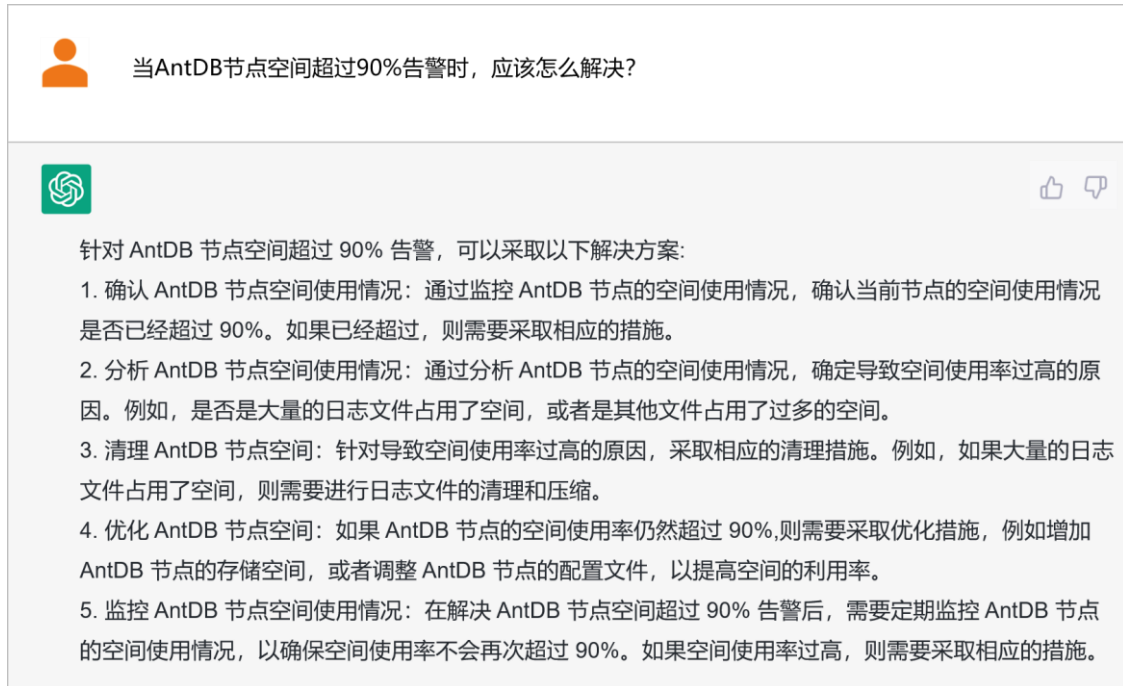 当AntDB节点空间超过90%告警时，应该怎么解决？
针对 AntDB 节点空间超过 90% 告警，可以采取以下解决方案:
1. 确认 AntDB 节点空间使用情况：通过监控 AntDB 节点的空间使用情况，确认当前节点的空间使用情况
是否已经超过 90%。如果已经超过，则需要采取相应的措施。
2. 分析 AntDB 节点空间使用情况：通过分析 AntDB 节点的空间使用情况，确定导致空间使用率过高的原
因。例如，是否是大量的日志文件占用了空间，或者是其他文件占用了过多的空间。
3. 清理 AntDB 节点空间：针对导致空间使用率过高的原因，采取相应的清理措施。例如，如果大量的日志
文件占用了空间，则需要进行日志文件的清理和压缩。
4. 优化 AntDB 节点空间：如果 AntDB 节点的空间使用率仍然超过 90%,则需要采取优化措施，例如增加
AntDB 节点的存储空间，或者调整 AntDB 节点的配置文件，以提高空间的利用率。
5. 监控 AntDB 节点空间使用情况：在解决 AntDB 节点空间超过 90% 告警后，需要定期监控 AntDB 节点
的空间使用情况，以确保空间使用率不会再次超过 90%。如果空间使用率过高，则需要采取相应的措施。